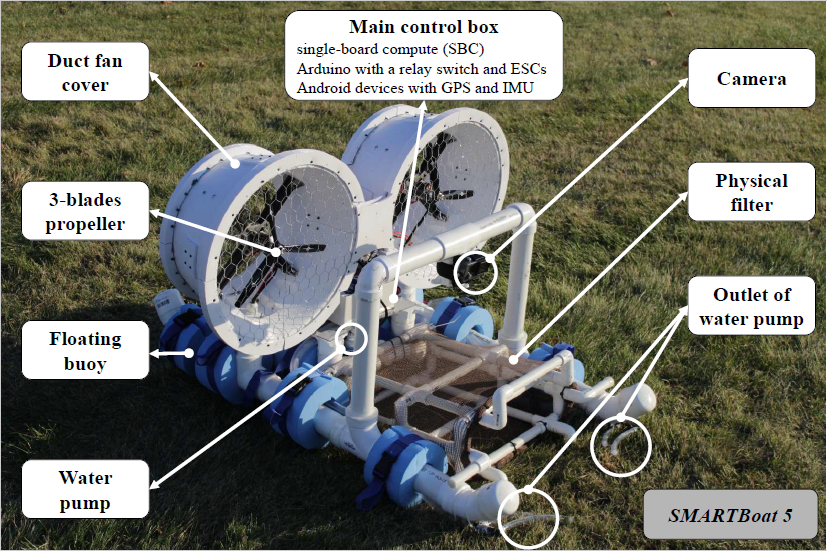 Main control box
single-board compute (SBC)
Arduino with a relay switch and ESCs
Android devices with GPS and IMU
Duct fan
cover
Camera
3-blades
propeller
Physical
filter
Outlet of
water pump
Floating
buoy
Water
pump
SMARTBoat 5